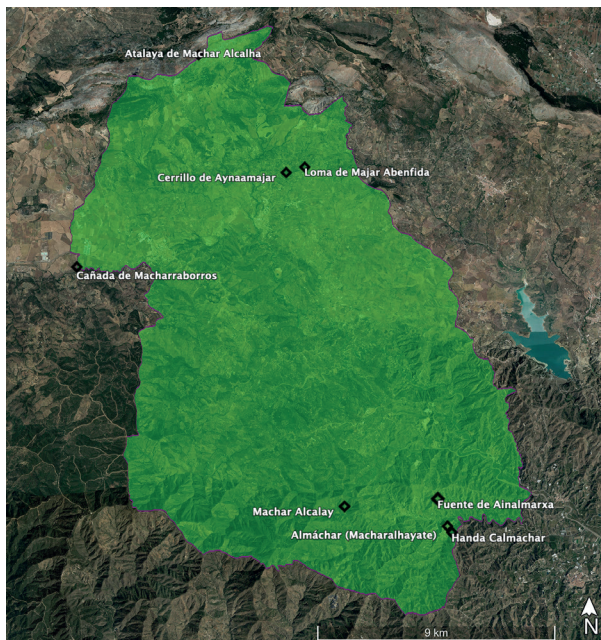 Atalaya de Machar Alcalha
Cerrillo de Aynaamajar
Loma de Majar Abenfida
Cañada de Macharraborros
Fuente de Ainalmarxa
Machar Alcalay
Almáchar (Macharalhayate)
Handa Calmáchar
9 km
N